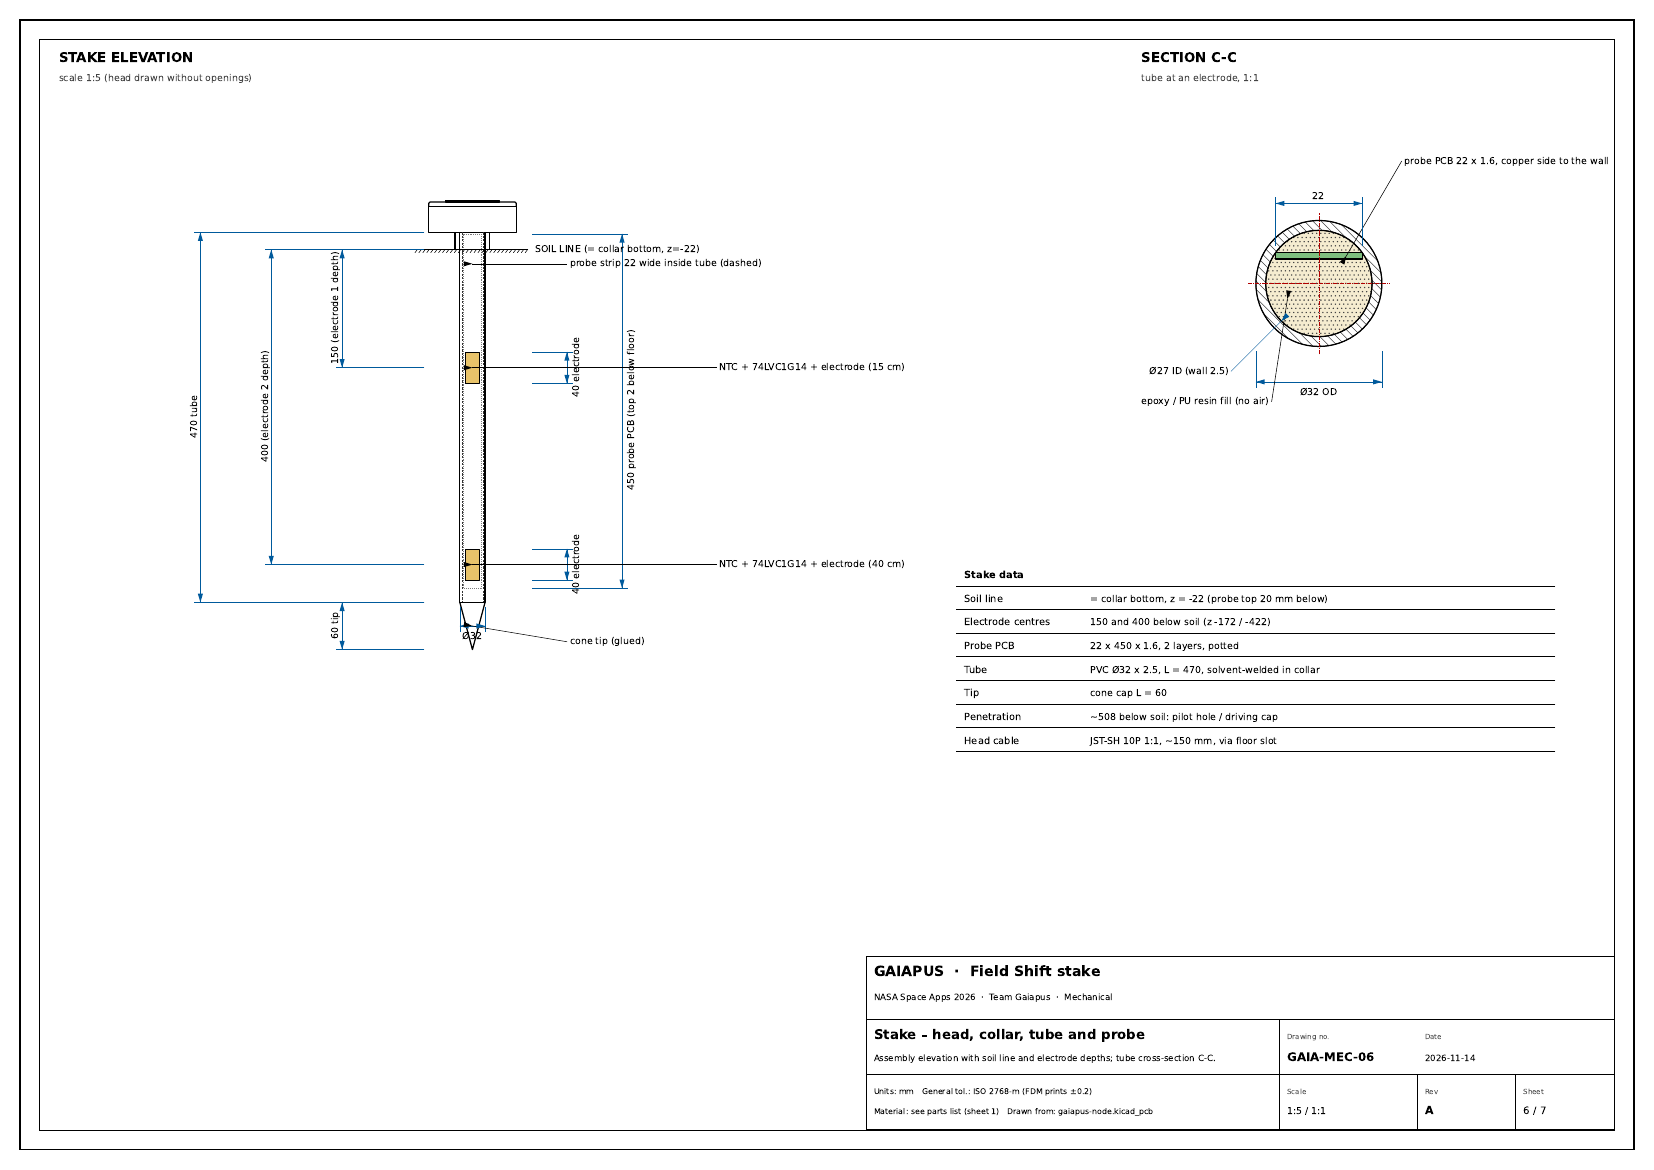 STAKE ELEVATION
scale 1:5 (head drawn without openings)
SECTION C-C
tube at an electrode, 1:1
probe PCB 22 x 1.6, copper side to the wall
22
Ø27 ID (wall 2.5)
Ø32 OD
epoxy / PU resin fill (no air)
SOIL LINE (= collar bottom, z=-22)
probe strip 22 wide inside tube (dashed)
150 (electrode 1 depth)
400 (electrode 2 depth)
470 tube
40 electrode
450 probe PCB (top 2 below floor)
NTC + 74LVC1G14 + electrode (15 cm)
40 electrode
NTC + 74LVC1G14 + electrode (40 cm)
60 tip
Ø32
cone tip (glued)
Stake data
Soil line = collar bottom, z = -22 (probe top 20 mm below)
Electrode centres 150 and 400 below soil (z -172 / -422)
Probe PCB 22 x 450 x 1.6, 2 layers, potted
Tube PVC Ø32 x 2.5, L = 470, solvent-welded in collar
Tip cone cap L = 60
Penetration ~508 below soil: pilot hole / driving cap
Head cable JST-SH 10P 1:1, ~150 mm, via floor slot
GAIAPUS · Field Shift stake
NASA Space Apps 2026 · Team Gaiapus · Mechanical
Stake – head, collar, tube and probe
Assembly elevation with soil line and electrode depths; tube cross-section C-C.
Drawing no. Date
GAIA-MEC-06 2026-11-14
Units: mm General tol.: ISO 2768-m (FDM prints ±0.2)
Material: see parts list (sheet 1) Drawn from: gaiapus-node.kicad_pcb
Scale Rev Sheet
1:5 / 1:1 A 6 / 7